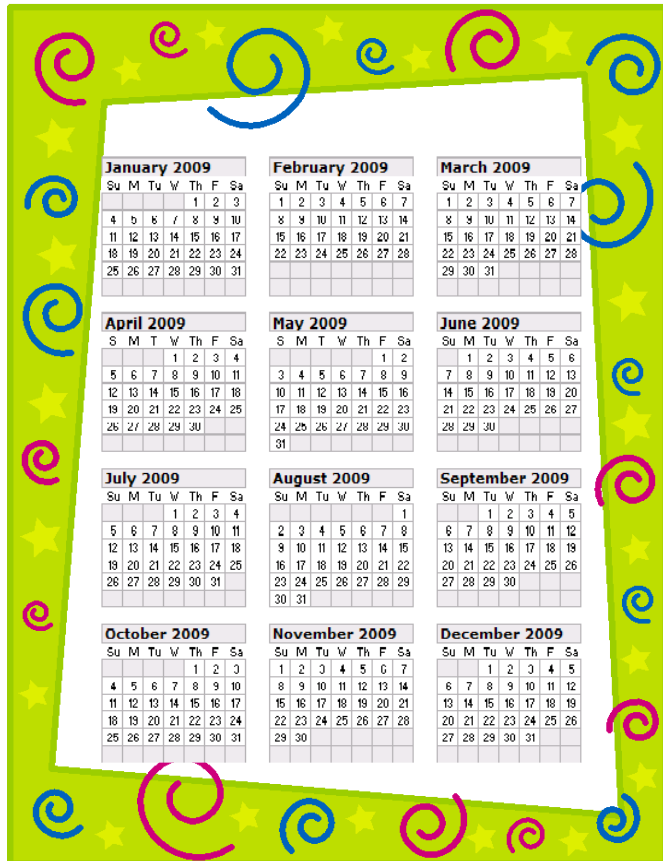 January 2009
Su M Tu W Th F Sa
1 2 3
4 5 6 7 8 9 10
11 12 13 14 15 16 17
18 19 20 21 22 23 24
25 26 27 28 29 30 31
February 2009
Su M Tu W Th F Sa
1 2 3 4 5 6 7
8 9 10 11 12 13 14
15 16 17 18 19 20 21
22 23 24 25 26 27 28
March 2009
Su M Tu W Th F Sa
1 2 3 4 5 6 7
8 9 10 11 12 13 14
15 16 17 18 19 20 21
22 23 24 25 26 27 28
29 30 31
April 2009
S M T W Th F Sa
1 2 3 4
5 6 7 8 9 10 11
12 13 14 15 16 17 18
19 20 21 22 23 24 25
26 27 28 29 30
May 2009
S M T W Th F Sa
1 2
3 4 5 6 7 8 9
10 11 12 13 14 15 16
17 18 19 20 21 22 23
24 25 26 27 28 29 30
31
June 2009
Su M Tu W Th F Sa
1 2 3 4 5 6
7 8 9 10 11 12 13
14 15 16 17 18 19 20
21 22 23 24 25 26 27
28 29 30
July 2009
Su M Tu W Th F Sa
1 2 3 4
5 6 7 8 9 10 11
12 13 14 15 16 17 18
19 20 21 22 23 24 25
26 27 28 29 30 31
August 2009
Su M Tu W Th F Sa
1
2 3 4 5 6 7 8
9 10 11 12 13 14 15
16 17 18 19 20 21 22
23 24 25 26 27 28 29
30 31
September 2009
Su M Tu W Th F Sa
1 2 3 4 5
6 7 8 9 10 11 12
13 14 15 16 17 18 19
20 21 22 23 24 25 26
27 28 29 30
October 2009
Su M Tu W Th F Sa
1 2 3
4 5 6 7 8 9 10
11 12 13 14 15 16 17
18 19 20 21 22 23 24
25 26 27 28 29 30 31
November 2009
Su M Tu W Th F Sa
1 2 3 4 5 6 7
8 9 10 11 12 13 14
15 16 17 18 19 20 21
22 23 24 25 26 27 28
29 30
December 2009
Su M Tu W Th F Sa
1 2 3 4 5
6 7 8 9 10 11 12
13 14 15 16 17 18 19
20 21 22 23 24 25 26
27 28 29 30 31